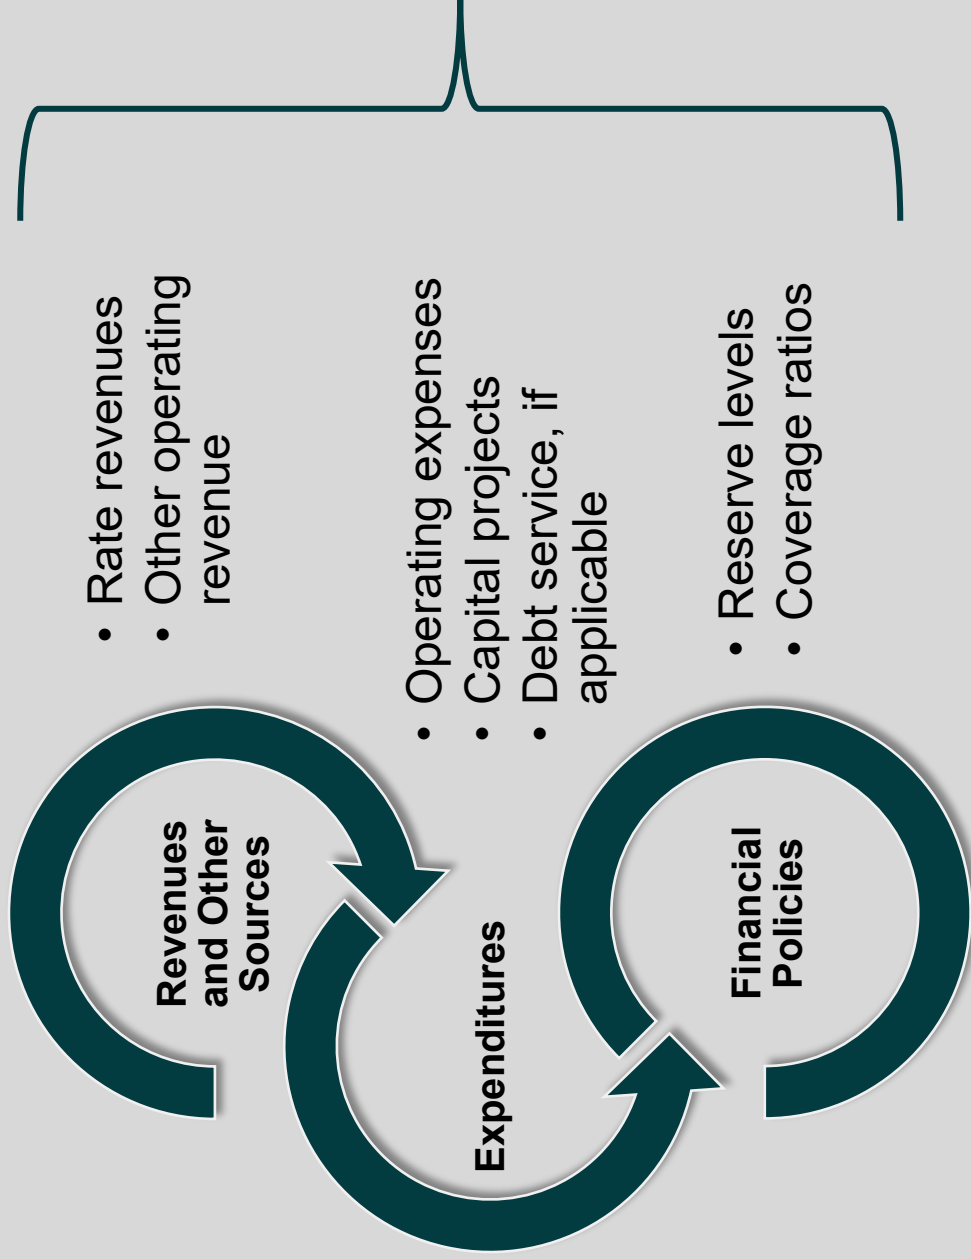 Revenues
and Other
Sources
• Rate revenues
• Other operating
revenue
Expenditures
• Operating expenses
• Capital projects
• Debt service, if
applicable
Financial
Policies
• Reserve levels
• Coverage ratios